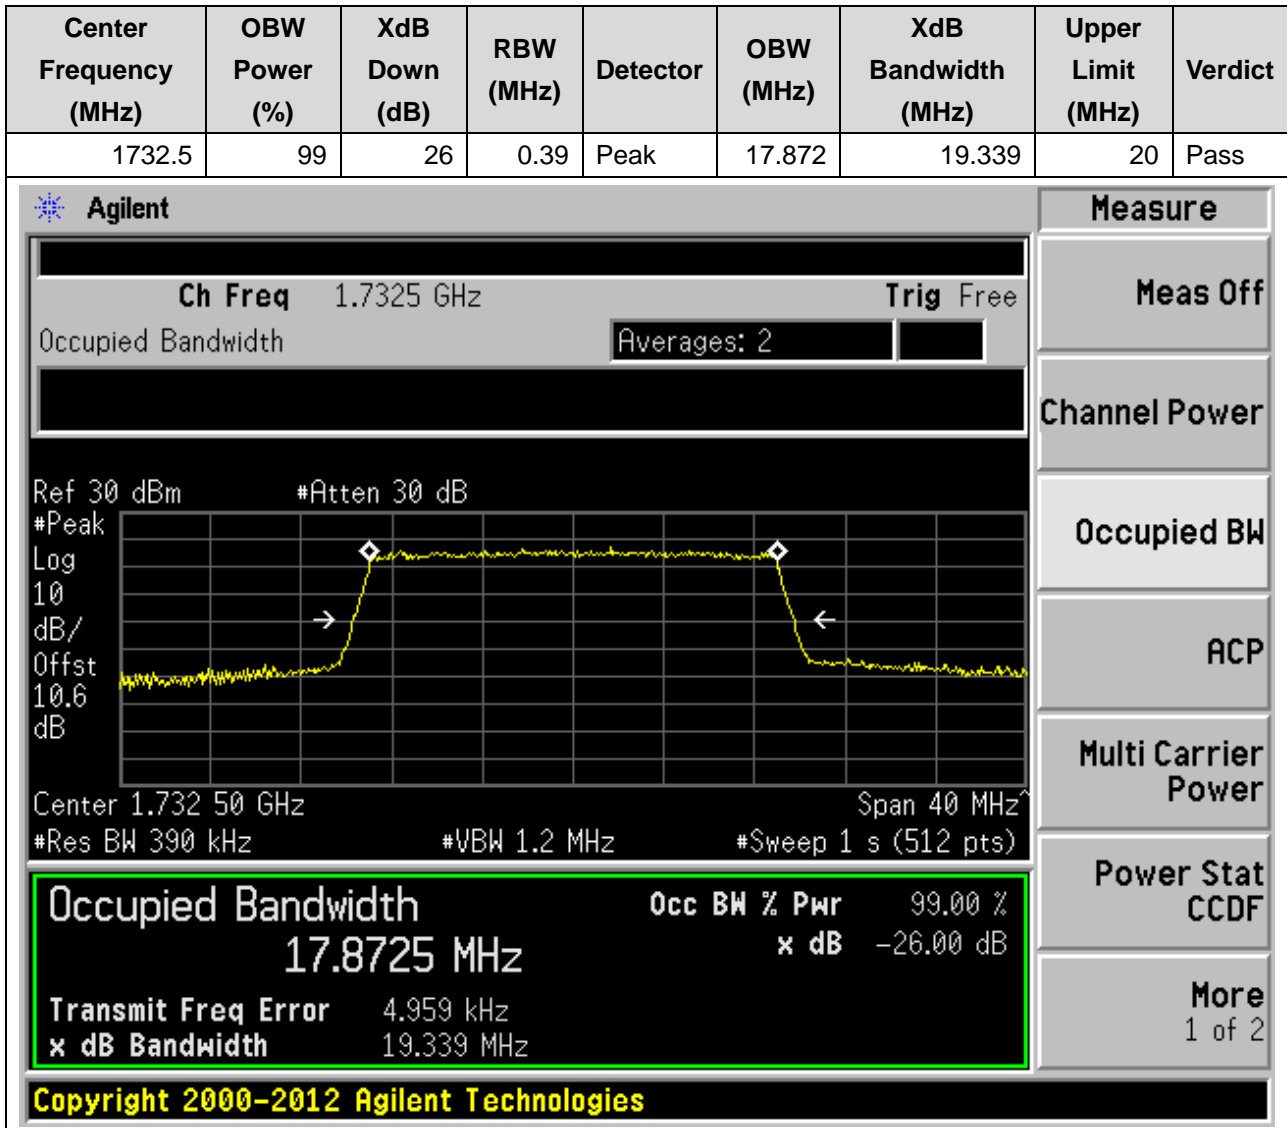 Center Frequency (MHz) OBW Power (%) XdB Down (dB) RBW (MHz) Detector OBW (MHz) XdB Bandwidth (MHz) Upper Limit (MHz) Verdict
1732.5 99 26 0.39 Peak 17.872 19.339 20 Pass
Agilent
Measure
Ch Freq 1.7325 GHz Trig Free
Meas Off
Occupied Bandwidth Averages: 2
Channel Power
Ref 30 dBm #Atten 30 dB
#Peak
Log
10
dB/
Offst
10.6
dB
Occupied BW
ACP
Multi Carrier
Power
Center 1.732 50 GHz Span 40 MHz^
#Res BW 390 kHz #VBW 1.2 MHz #Sweep 1 s (512 pts)
Power Stat
CCDF
Occupied Bandwidth Occ BW % Pwr 99.00 %
17.8725 MHz x dB -26.00 dB
More
1 of 2
Transmit Freq Error 4.959 kHz
x dB Bandwidth 19.339 MHz
Copyright 2000-2012 Agilent Technologies